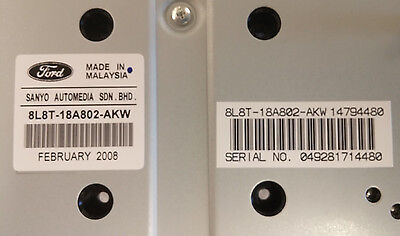 Ford
MADE IN
MALAYSIA
SANYO AUTOMEDIA SDN. BHD.
8L8T-18A802-AKW
FEBRUARY 2008
8L8T-18A802-AKW 14794480
SERIAL NO. 049281714480